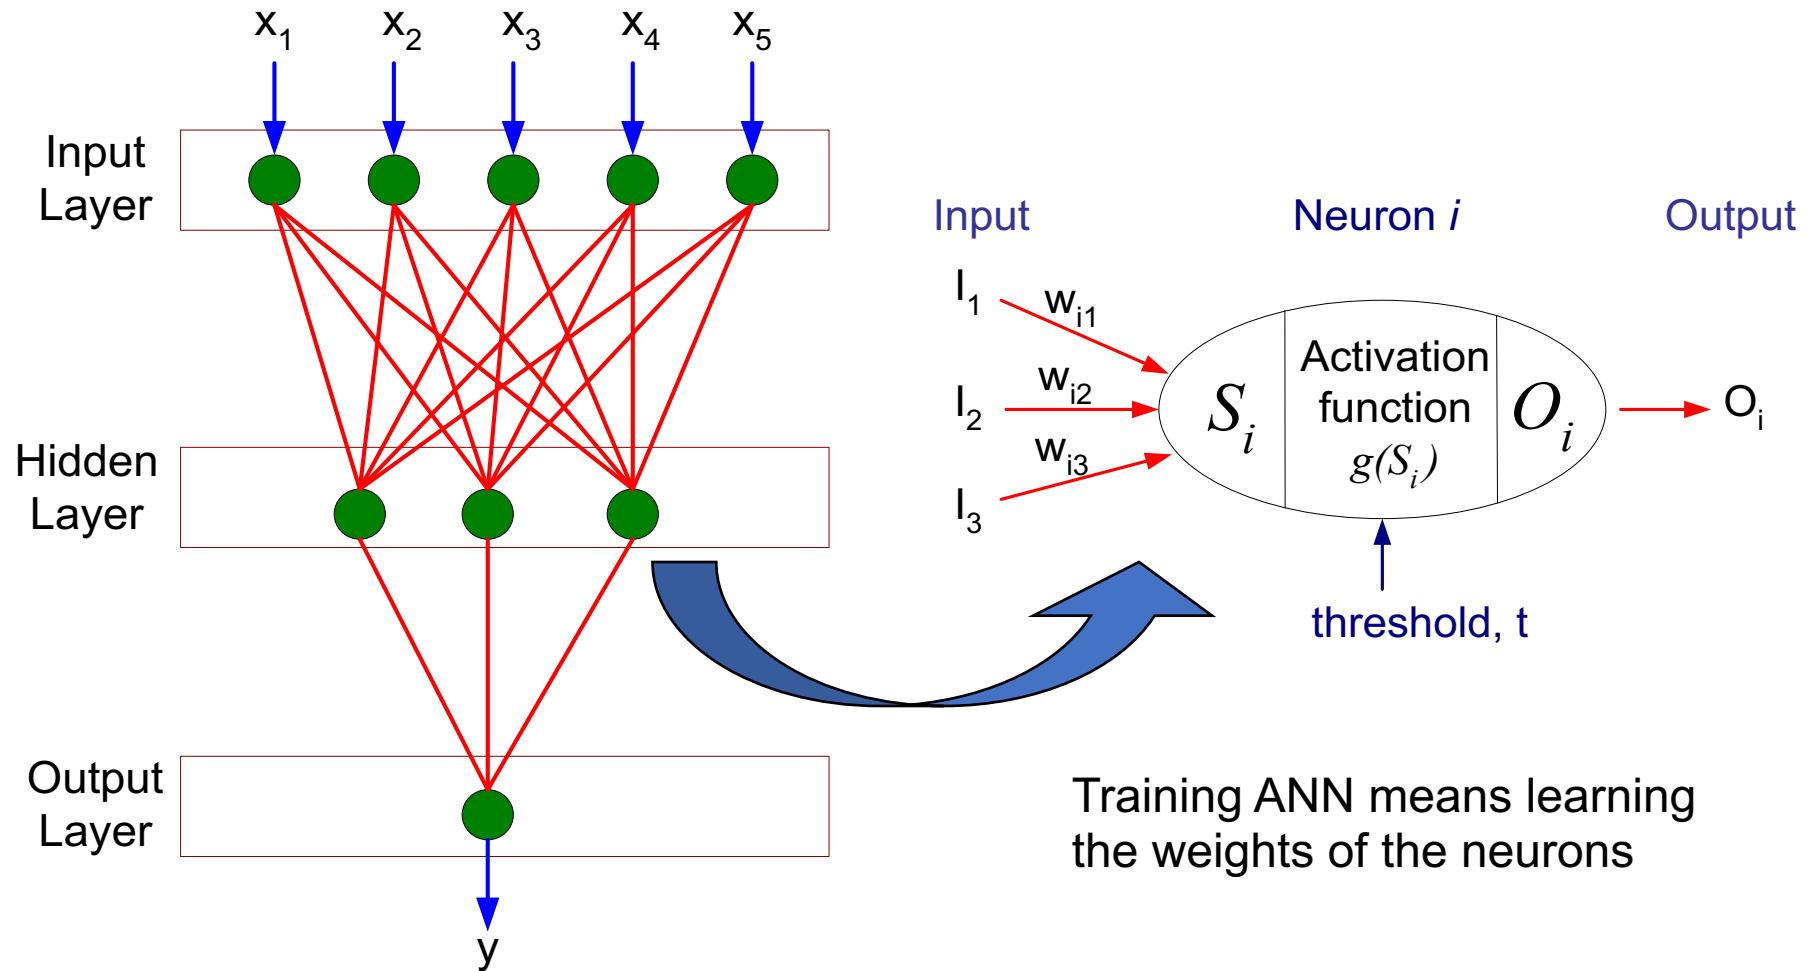 x₁ x₂ x₃ x₄ x₅
Input
Layer
Hidden
Layer
Output
Layer
y
Input Neuron i Output
I₁ wᵢ₁
I₂ wᵢ₂
I₃ wᵢ₃
Sᵢ
Activation
function
g(Sᵢ)
Oᵢ
Oᵢ
threshold, t
Training ANN means learning
the weights of the neurons